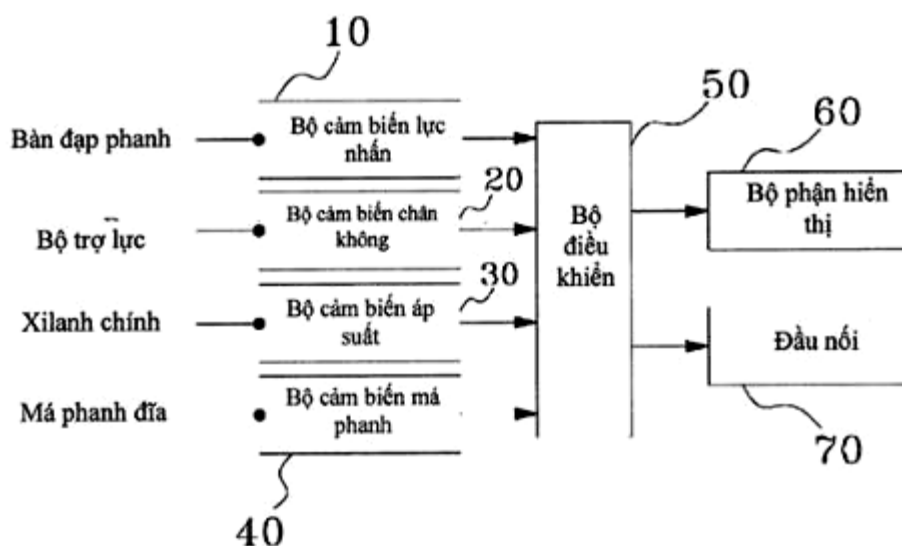 10
Bàn đạp phanh
Bộ cảm biến lực
nhấn
20
Bộ trợ lực
Bộ cảm biến chân
không
30
Xilanh chính
Bộ cảm biến áp
suất
Má phanh đĩa
Bộ cảm biến má
phanh
40
50
Bộ
điều
khiển
60
Bộ phận hiển
thị
Đầu nối
70